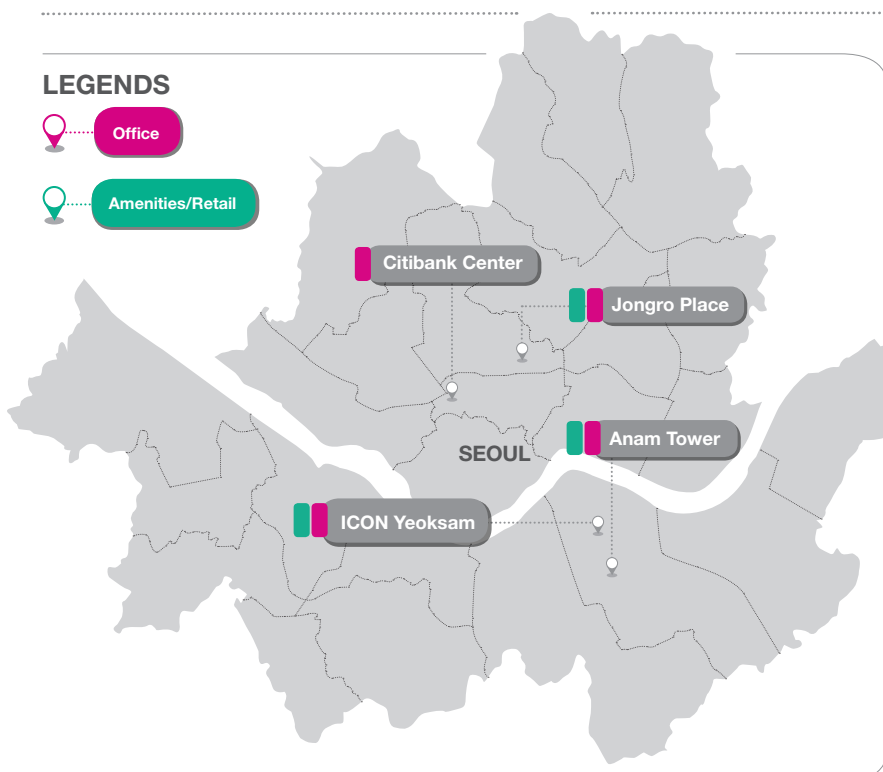 LEGENDS
Office
Amenities/Retail
Citibank Center
Jongro Place
Anam Tower
SEOUL
ICON Yeoksam